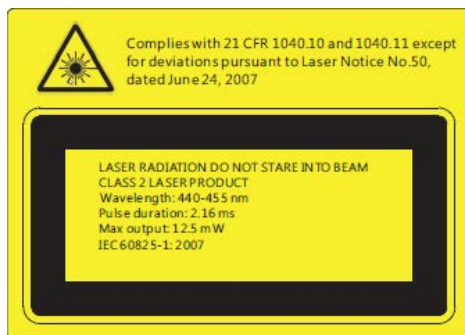 Complies with 21 CFR 1040.10 and 1040.11 except
for deviations pursuant to Laser Notice No.50,
dated June 24, 2007
LASER RADIATION DO NOT STARE INTO BEAM
CLASS 2 LASER PRODUCT
Wavelength: 440-455 nm
Pulse duration: 2.16 ms
Max output: 12.5 mW
IEC60825-1: 2007